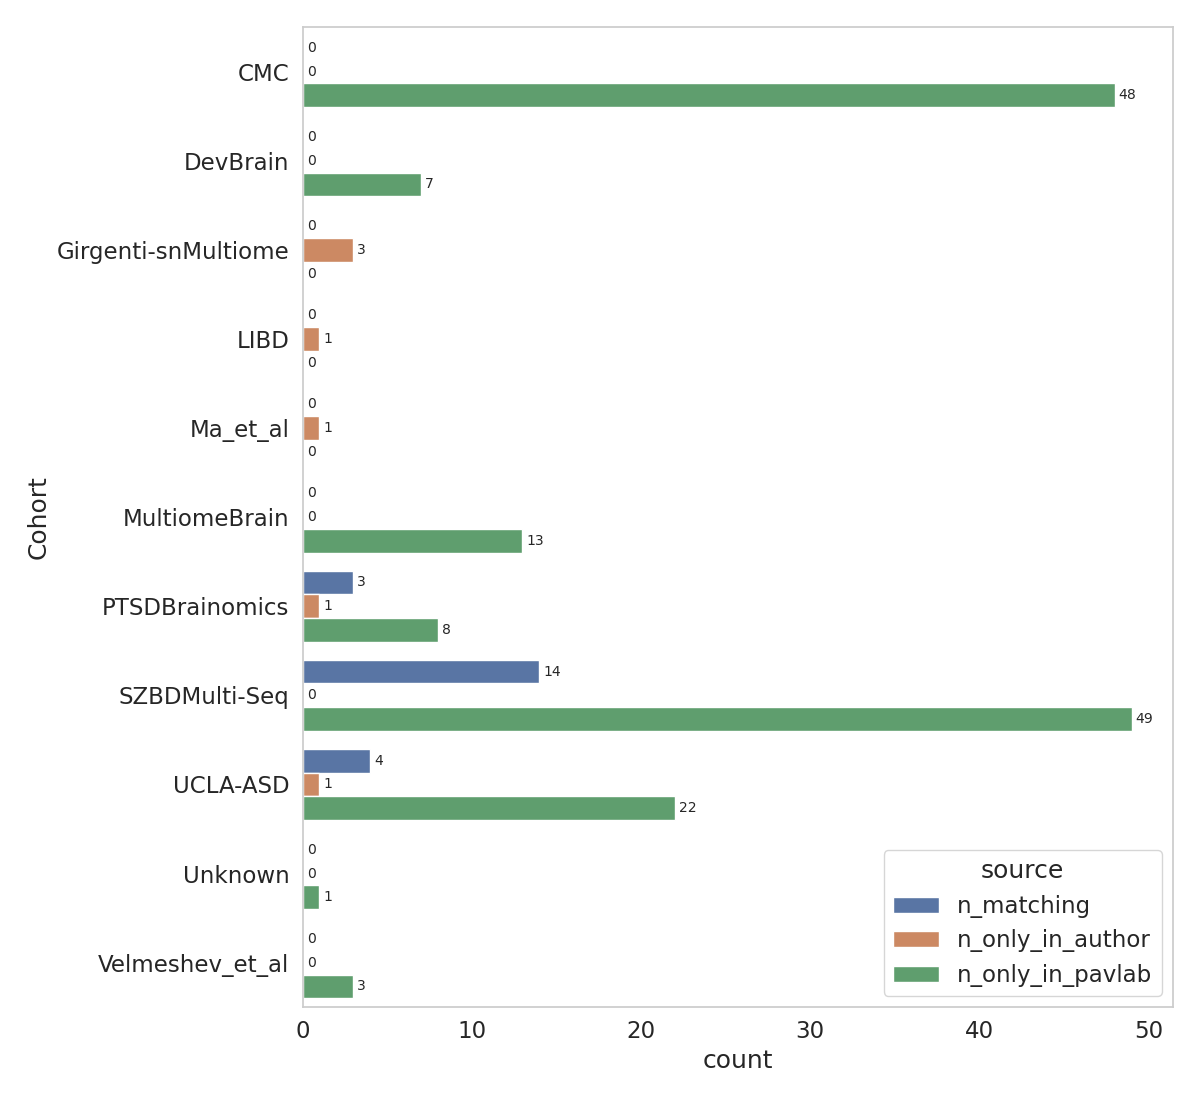 0
CMC 0
48
0
DevBrain 0
7
0
Girgenti-snMultiome 3
0
0
LIBD 1
0
0
Ma_et_al 1
0
0
MultiomeBrain 0
13
3
PTSDBrainomics 1
8
14
SZBDMulti-Seq 0
49
4
UCLA-ASD 1
22
0
Unknown 0
1
0
Velmeshev_et_al 0
3
Cohort
source
n_matching
n_only_in_author
n_only_in_pavlab
0 10 20 30 40 50
count